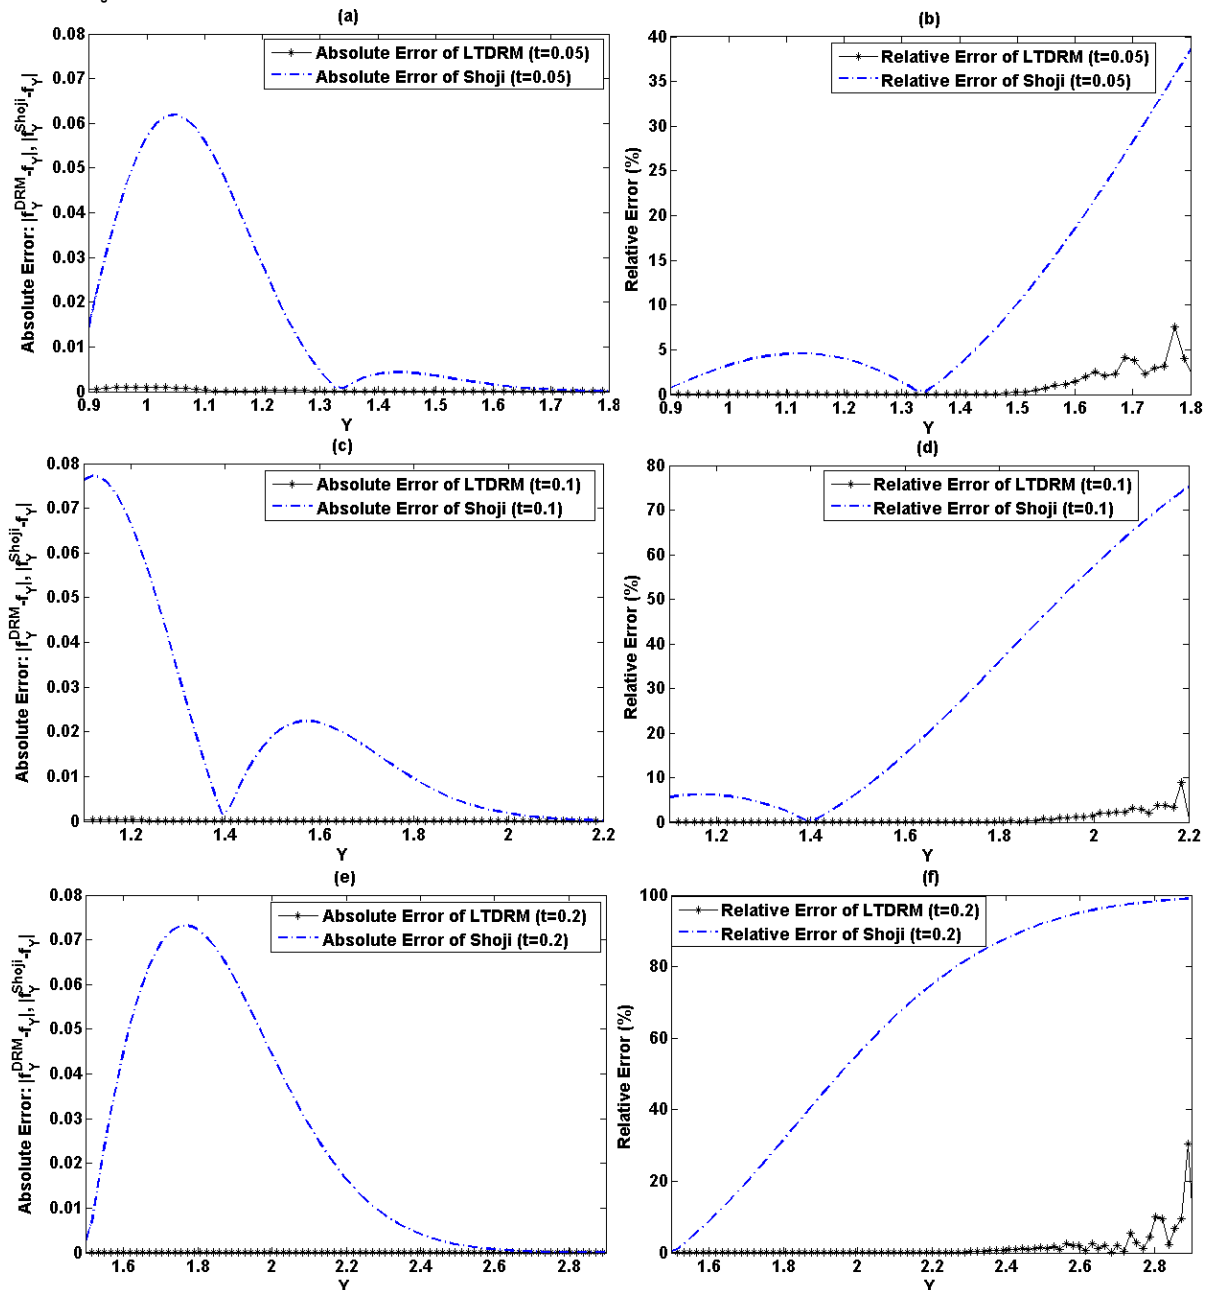 (a)
Absolute Error: |f_Y^DRM-f_Y|, |f_Y^Shoji-f_Y|
0.08
0.07
0.06
0.05
0.04
0.03
0.02
0.01
0
Absolute Error of LTDRM (t=0.05)
Absolute Error of Shoji (t=0.05)
0.9 1 1.1 1.2 1.3 1.4 1.5 1.6 1.7 1.8
Y
(b)
Relative Error (%)
40
35
30
25
20
15
10
5
0
Relative Error of LTDRM (t=0.05)
Relative Error of Shoji (t=0.05)
0.9 1 1.1 1.2 1.3 1.4 1.5 1.6 1.7 1.8
Y
(c)
Absolute Error: |f_Y^DRM-f_Y|, |f_Y^Shoji-f_Y|
0.08
0.07
0.06
0.05
0.04
0.03
0.02
0.01
0
Absolute Error of LTDRM (t=0.1)
Absolute Error of Shoji (t=0.1)
1.2 1.4 1.6 1.8 2 2.2
Y
(d)
Relative Error (%)
80
70
60
50
40
30
20
10
0
Relative Error of LTDRM (t=0.1)
Relative Error of Shoji (t=0.1)
1.2 1.4 1.6 1.8 2 2.2
Y
(e)
Absolute Error: |f_Y^DRM-f_Y|, |f_Y^Shoji-f_Y|
0.08
0.07
0.06
0.05
0.04
0.03
0.02
0.01
0
Absolute Error of LTDRM (t=0.2)
Absolute Error of Shoji (t=0.2)
1.6 1.8 2 2.2 2.4 2.6 2.8
Y
(f)
Relative Error (%)
100
80
60
40
20
0
Relative Error of LTDRM (t=0.2)
Relative Error of Shoji (t=0.2)
1.6 1.8 2 2.2 2.4 2.6 2.8
Y